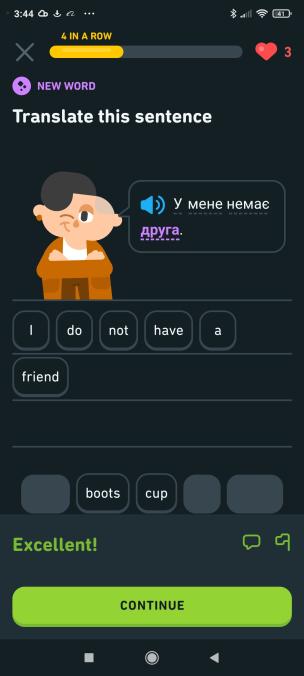 3:44
41
4 IN A ROW
3
NEW WORD
Translate this sentence
У мене немає
друга.
I do not have a
friend
boots cup
Excellent!
CONTINUE